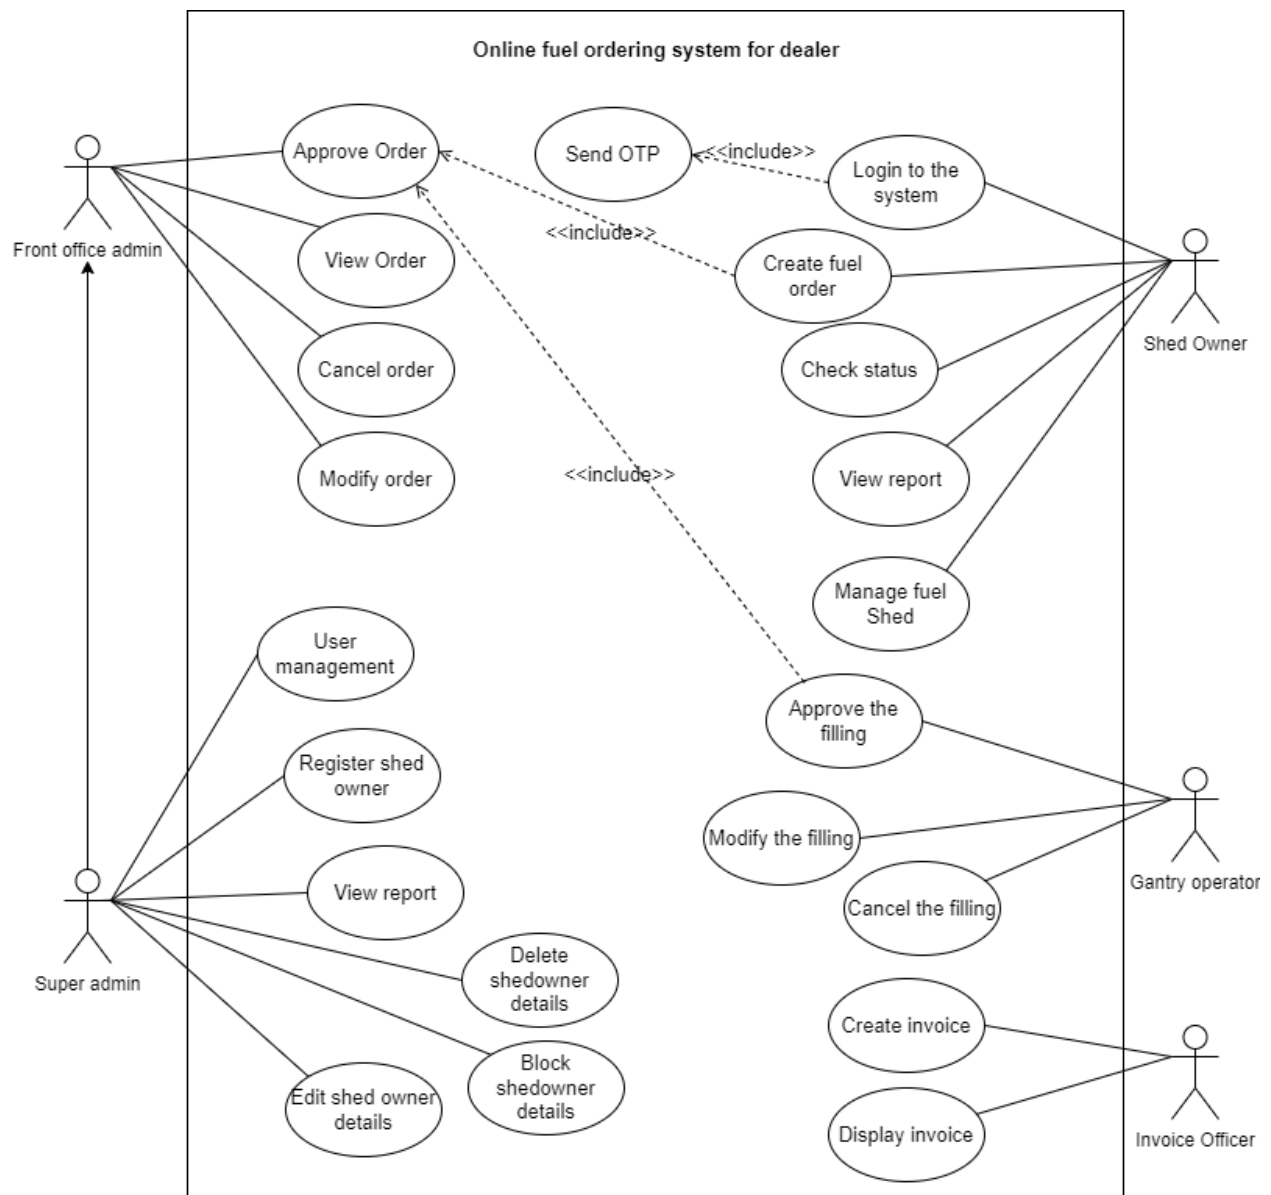 Online fuel ordering system for dealer
Approve Order
Send OTP
<<include>>
Login to the
system
Front office admin
View Order
<<include>>
Create fuel
order
Shed Owner
Cancel order
Check status
Modify order
<<include>>
View report
Manage fuel
Shed
User
management
Approve the
filling
Register shed
owner
Modify the filling
Gantry operator
View report
Cancel the filling
Super admin
Delete
shedowner
details
Create invoice
Block
shedowner
details
Edit shed owner
details
Display invoice
Invoice Officer